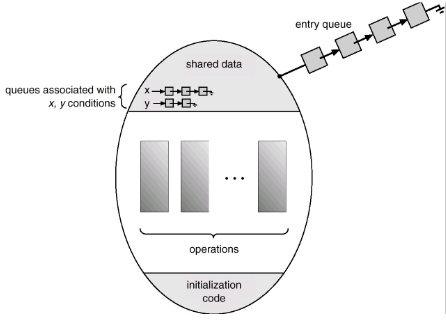 entry queue
shared data
queues associated with
x, y conditions
x
y
...
operations
initialization
code